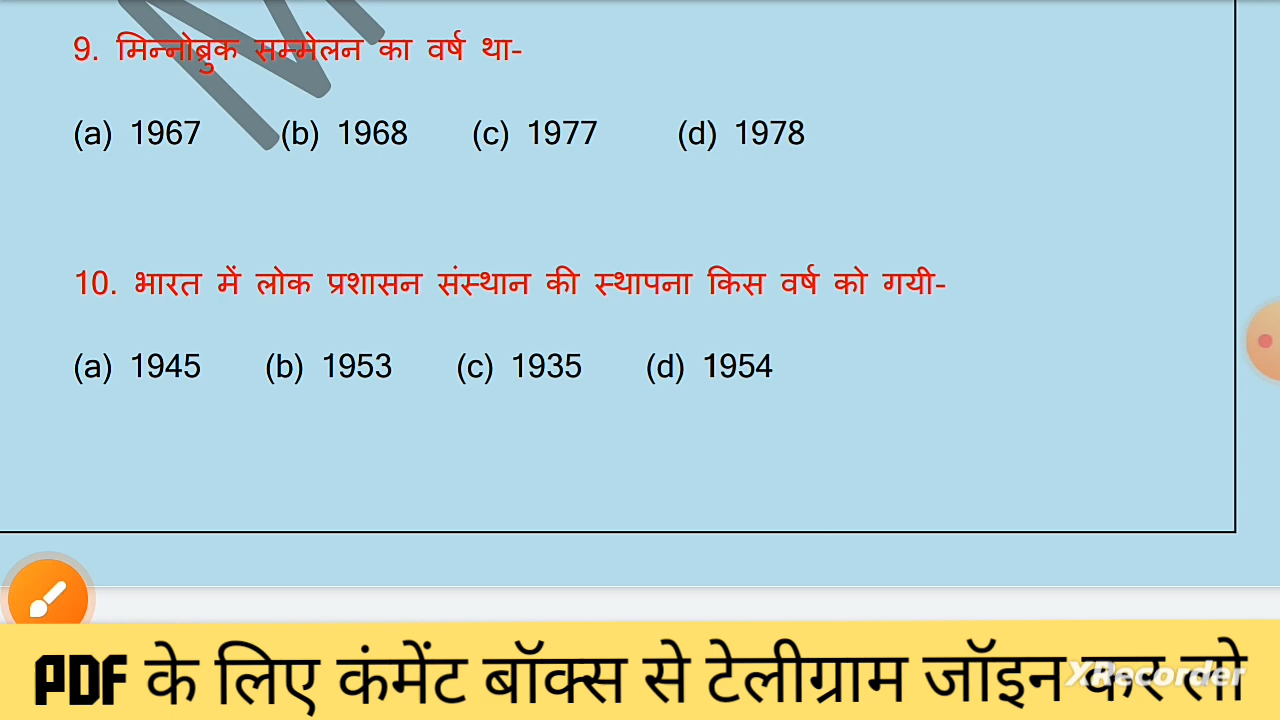 9. मिन्नोब्रुक सम्मेलन का वर्ष था-
(a) 1967 (b) 1968 (c) 1977 (d) 1978
10. भारत में लोक प्रशासन संस्थान की स्थापना किस वर्ष को गयी-
(a) 1945 (b) 1953 (c) 1935 (d) 1954
PDF के लिए कंमेंट बॉक्स से टेलीग्राम जॉइन कर लो
XRecorder